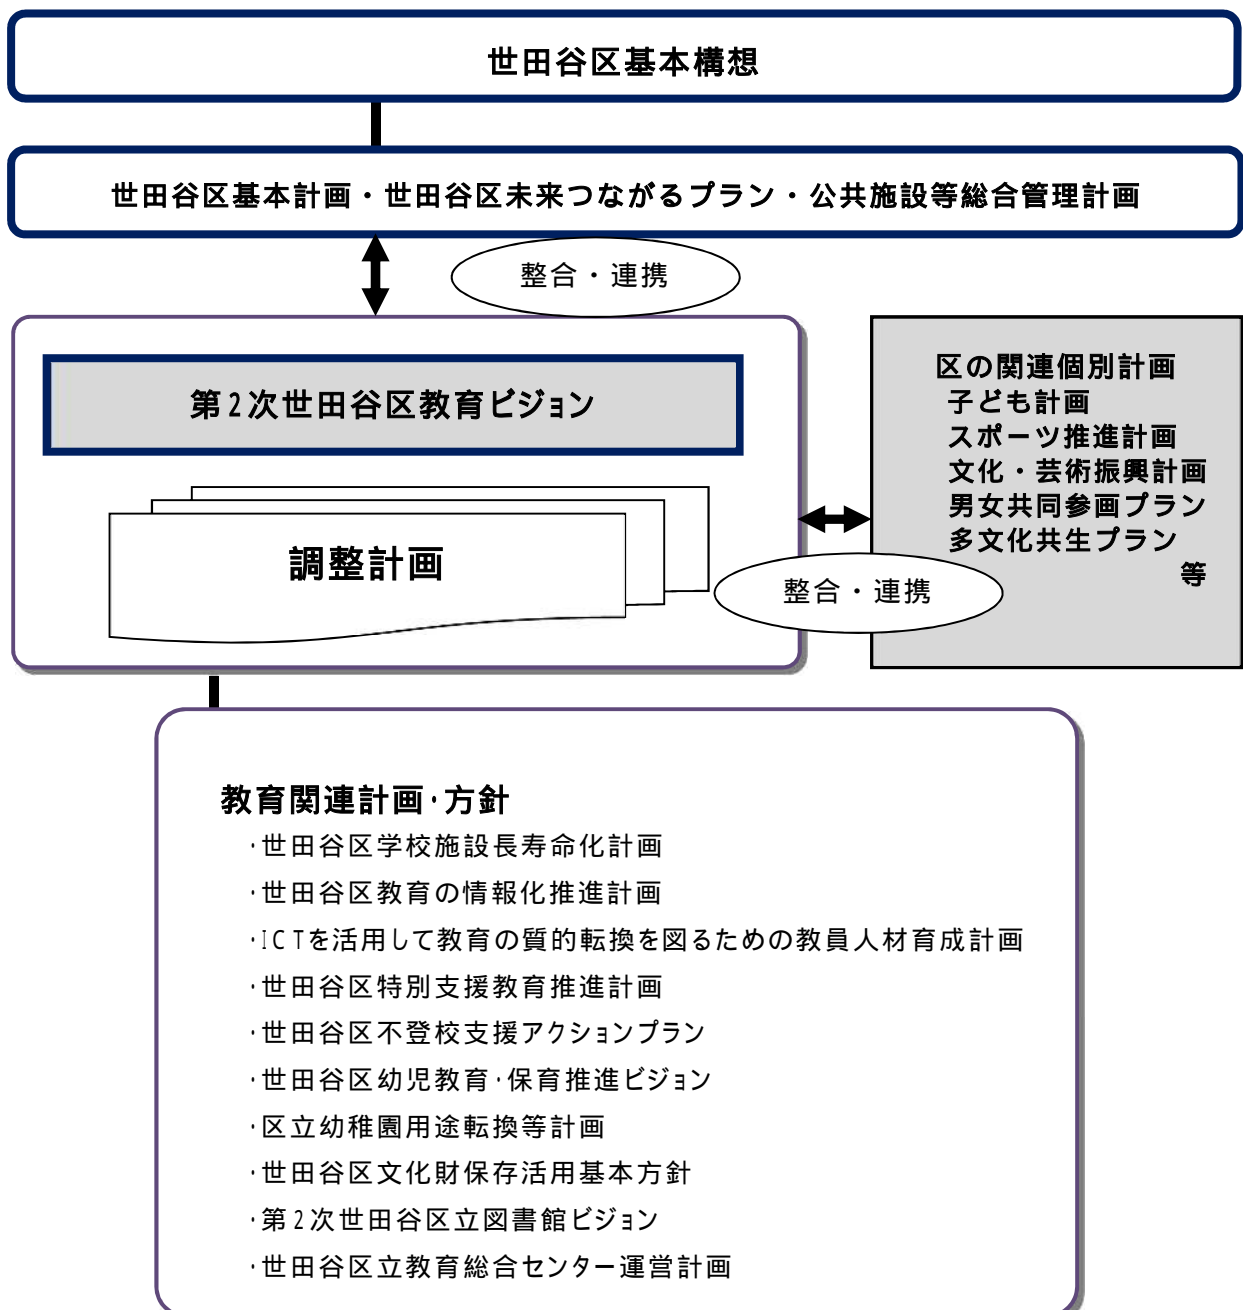 世田谷区基本構想
世田谷区基本計画・世田谷区未来つながるプラン・公共施設等総合管理計画
整合・連携
第2次世田谷区教育ビジョン
調整計画
区の関連個別計画
子ども計画
スポーツ推進計画
文化・芸術振興計画
男女共同参画プラン
多文化共生プラン
等
整合・連携
教育関連計画・方針
・世田谷区学校施設長寿命化計画
・世田谷区教育の情報化推進計画
・ICTを活用して教育の質的転換を図るための教員人材育成計画
・世田谷区特別支援教育推進計画
・世田谷区不登校支援アクションプラン
・世田谷区幼児教育・保育推進ビジョン
・区立幼稚園用途転換等計画
・世田谷区文化財保存活用基本方針
・第2次世田谷区立図書館ビジョン
・世田谷区立教育総合センター運営計画